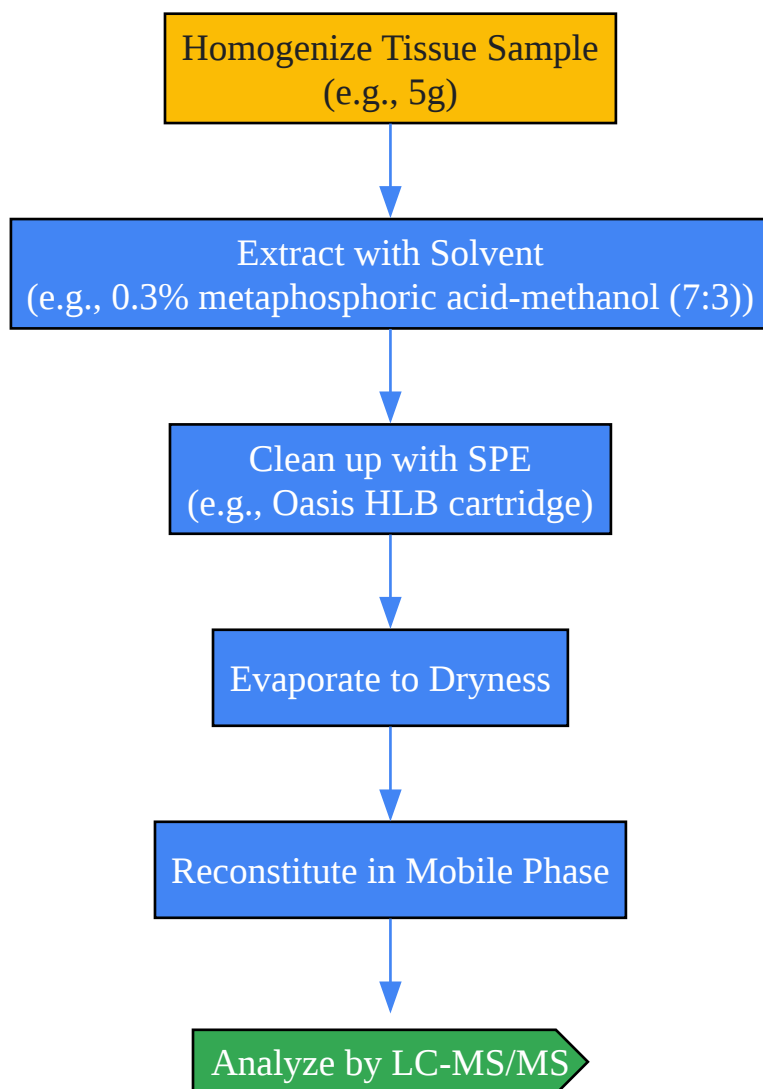 Homogenize Tissue Sample
(e.g., 5g)
Extract with Solvent
(e.g., 0.3% metaphosphoric acid-methanol (7:3))
Clean up with SPE
(e.g., Oasis HLB cartridge)
Evaporate to Dryness
Reconstitute in Mobile Phase
Analyze by LC-MS/MS